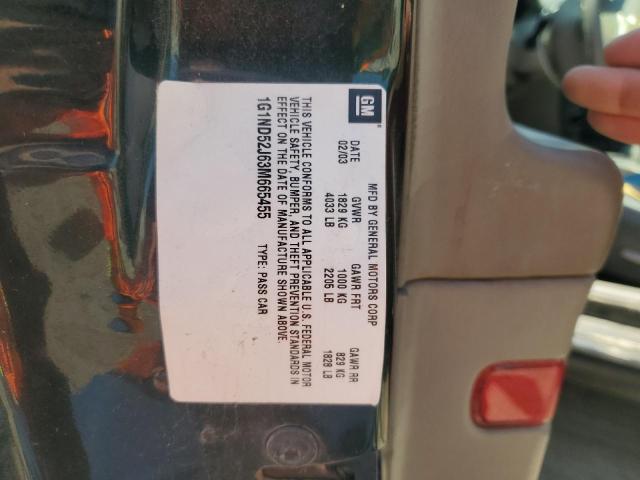 GM
MFD BY GENERAL MOTORS CORP
DATE GVWR GAWR FRT GAWR RR
02/03 1829 KG 1000 KG 829 KG
4033 LB 2205 LB 1828 LB
THIS VEHICLE CONFORMS TO ALL APPLICABLE U.S. FEDERAL MOTOR
VEHICLE SAFETY, BUMPER, AND THEFT PREVENTION STANDARDS IN
EFFECT ON THE DATE OF MANUFACTURE SHOWN ABOVE.
1G1ND52J63M665455 TYPE: PASS CAR